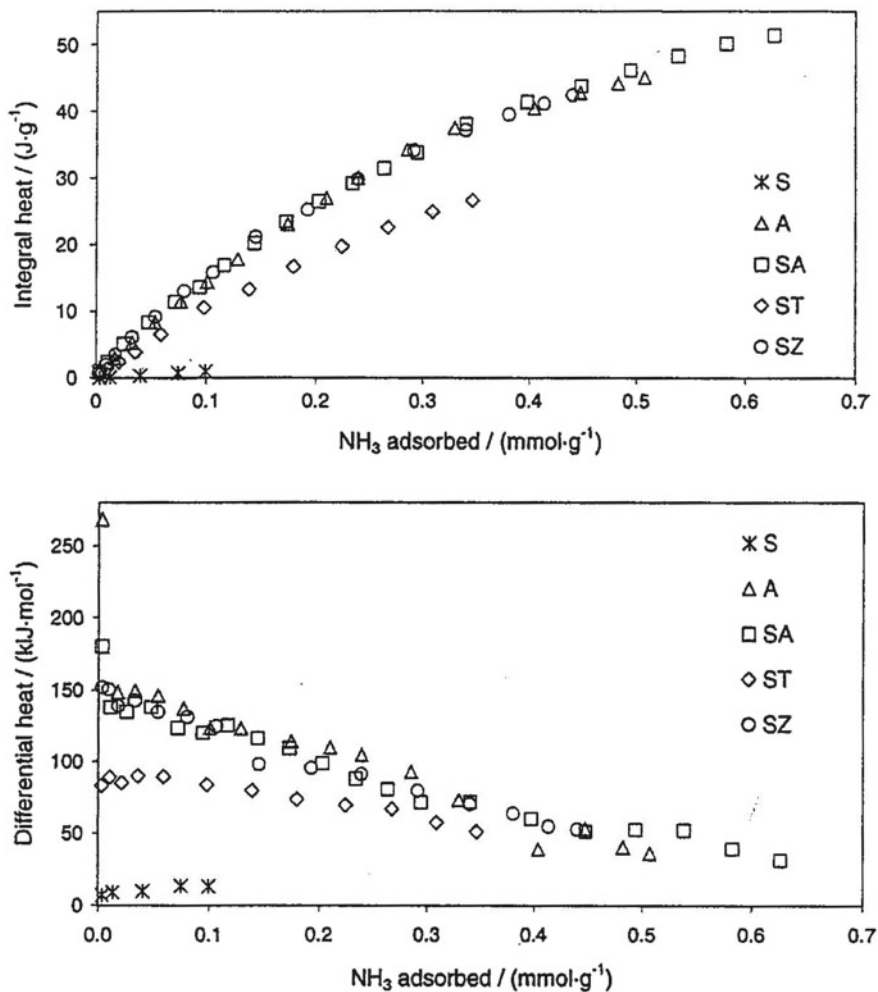 50
40
30
20
10
0
Integral heat / (J·g⁻¹)
S
A
SA
ST
SZ
0 0.1 0.2 0.3 0.4 0.5 0.6 0.7
NH₃ adsorbed / (mmol·g⁻¹)
250
200
150
100
50
0
Differential heat / (kIJ·mol⁻¹)
S
A
SA
ST
SZ
0.0 0.1 0.2 0.3 0.4 0.5 0.6 0.7
NH₃ adsorbed / (mmol·g⁻¹)